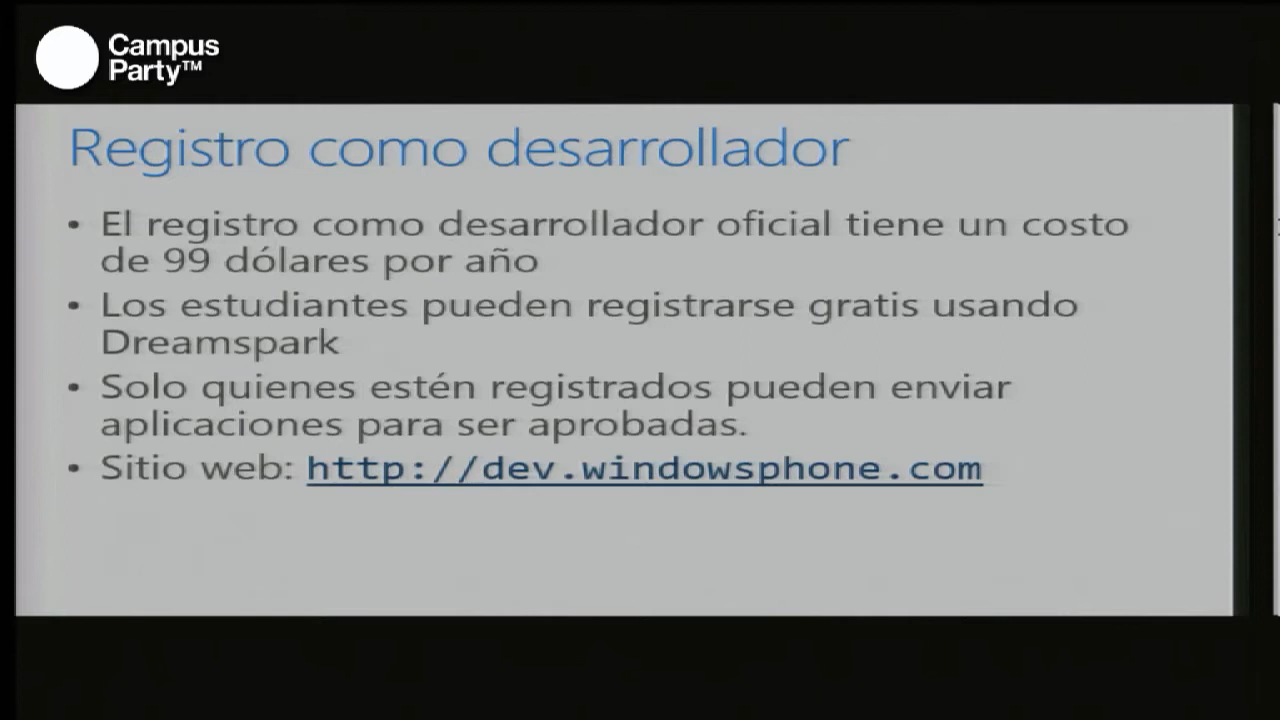 Campus
Party™
Registro como desarrollador
• El registro como desarrollador oficial tiene un costo
de 99 dólares por año
• Los estudiantes pueden registrarse gratis usando
Dreamspark
• Solo quienes estén registrados pueden enviar
aplicaciones para ser aprobadas.
• Sitio web: http://dev.windowsphone.com